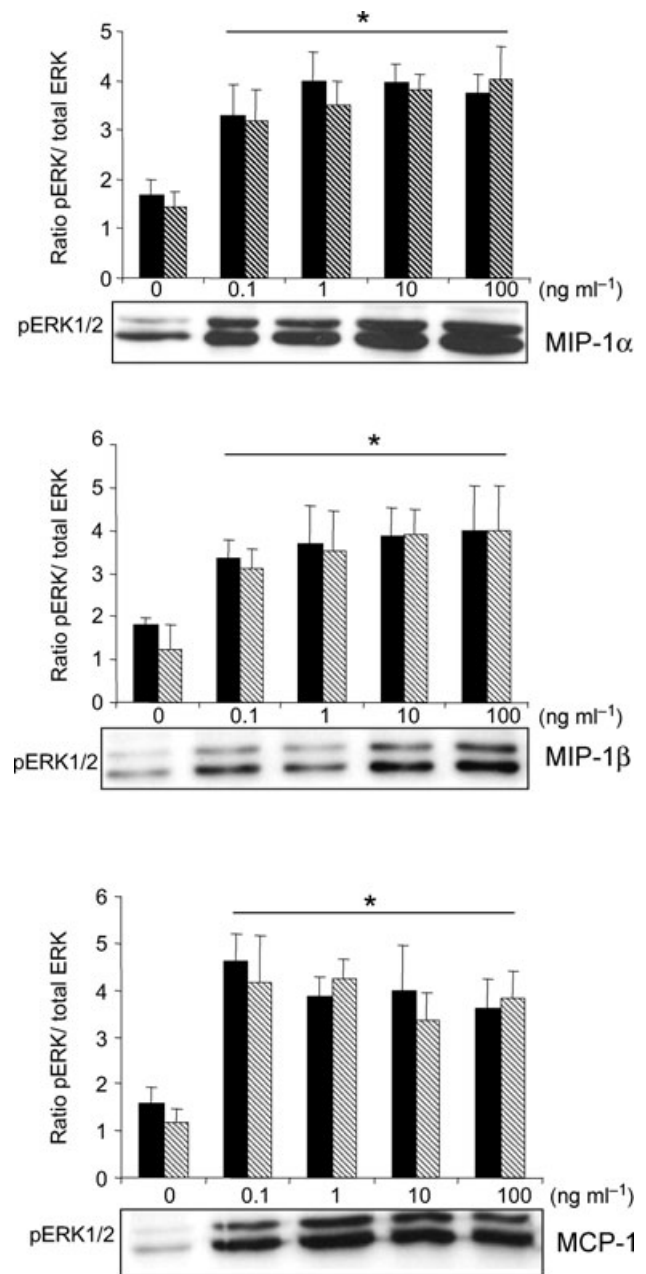 *
5
4
3
2
1
0
Ratio pERK/ total ERK
0 0.1 1 10 100 (ng ml⁻¹)
pERK1/2
MIP-1α
*
6
5
4
3
2
1
0
Ratio pERK/ total ERK
0 0.1 1 10 100 (ng ml⁻¹)
pERK1/2
MIP-1β
*
6
5
4
3
2
1
0
Ratio pERK/ total ERK
0 0.1 1 10 100 (ng ml⁻¹)
pERK1/2
MCP-1